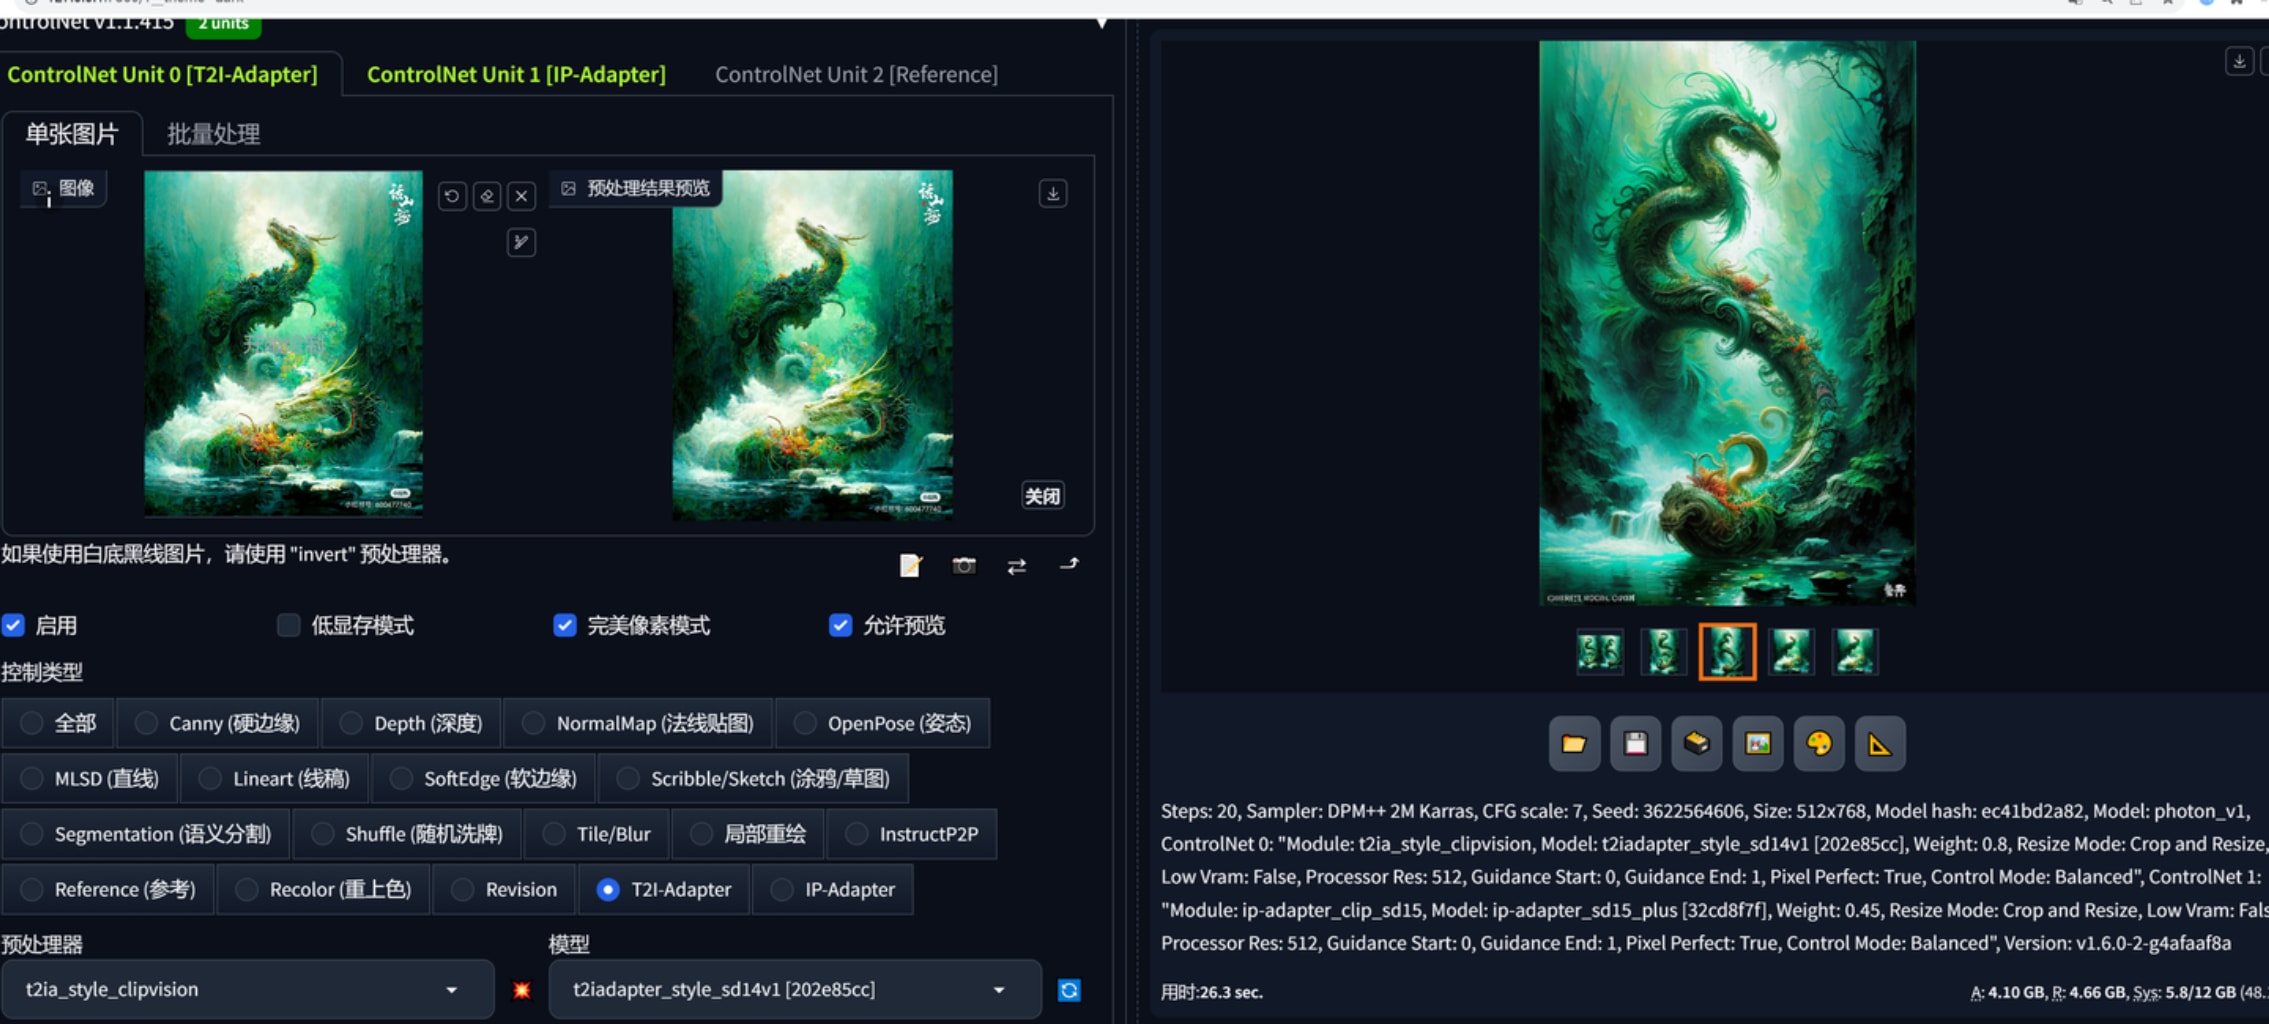 ControlNet v1.1.415
2 units
ControlNet Unit 0 [T2I-Adapter]
ControlNet Unit 1 [IP-Adapter]
ControlNet Unit 2 [Reference]
单张图片
批量处理
图像
预处理结果预览
关闭
如果使用白底黑线图片，请使用 "invert" 预处理器。
启用
低显存模式
完美像素模式
允许预览
控制类型
全部
Canny (硬边缘)
Depth (深度)
NormalMap (法线贴图)
OpenPose (姿态)
MLSD (直线)
Lineart (线稿)
SoftEdge (软边缘)
Scribble/Sketch (涂鸦/草图)
Segmentation (语义分割)
Shuffle (随机洗牌)
Tile/Blur
局部重绘
InstructP2P
Reference (参考)
Recolor (重上色)
Revision
T2I-Adapter
IP-Adapter
预处理器
模型
t2ia_style_clipvision
t2iadapter_style_sd14v1 [202e85cc]
Steps: 20, Sampler: DPM++ 2M Karras, CFG scale: 7, Seed: 3622564606, Size: 512x768, Model hash: ec41bd2a82, Model: photon_v1,
ControlNet 0: "Module: t2ia_style_clipvision, Model: t2iadapter_style_sd14v1 [202e85cc], Weight: 0.8, Resize Mode: Crop and Resize,
Low Vram: False, Processor Res: 512, Guidance Start: 0, Guidance End: 1, Pixel Perfect: True, Control Mode: Balanced", ControlNet 1:
"Module: ip-adapter_clip_sd15, Model: ip-adapter_sd15_plus [32cd8f7f], Weight: 0.45, Resize Mode: Crop and Resize, Low Vram: Fals
Processor Res: 512, Guidance Start: 0, Guidance End: 1, Pixel Perfect: True, Control Mode: Balanced", Version: v1.6.0-2-g4afaaf8a
用时:26.3 sec.
A: 4.10 GB, R: 4.66 GB, Sys: 5.8/12 GB (48.